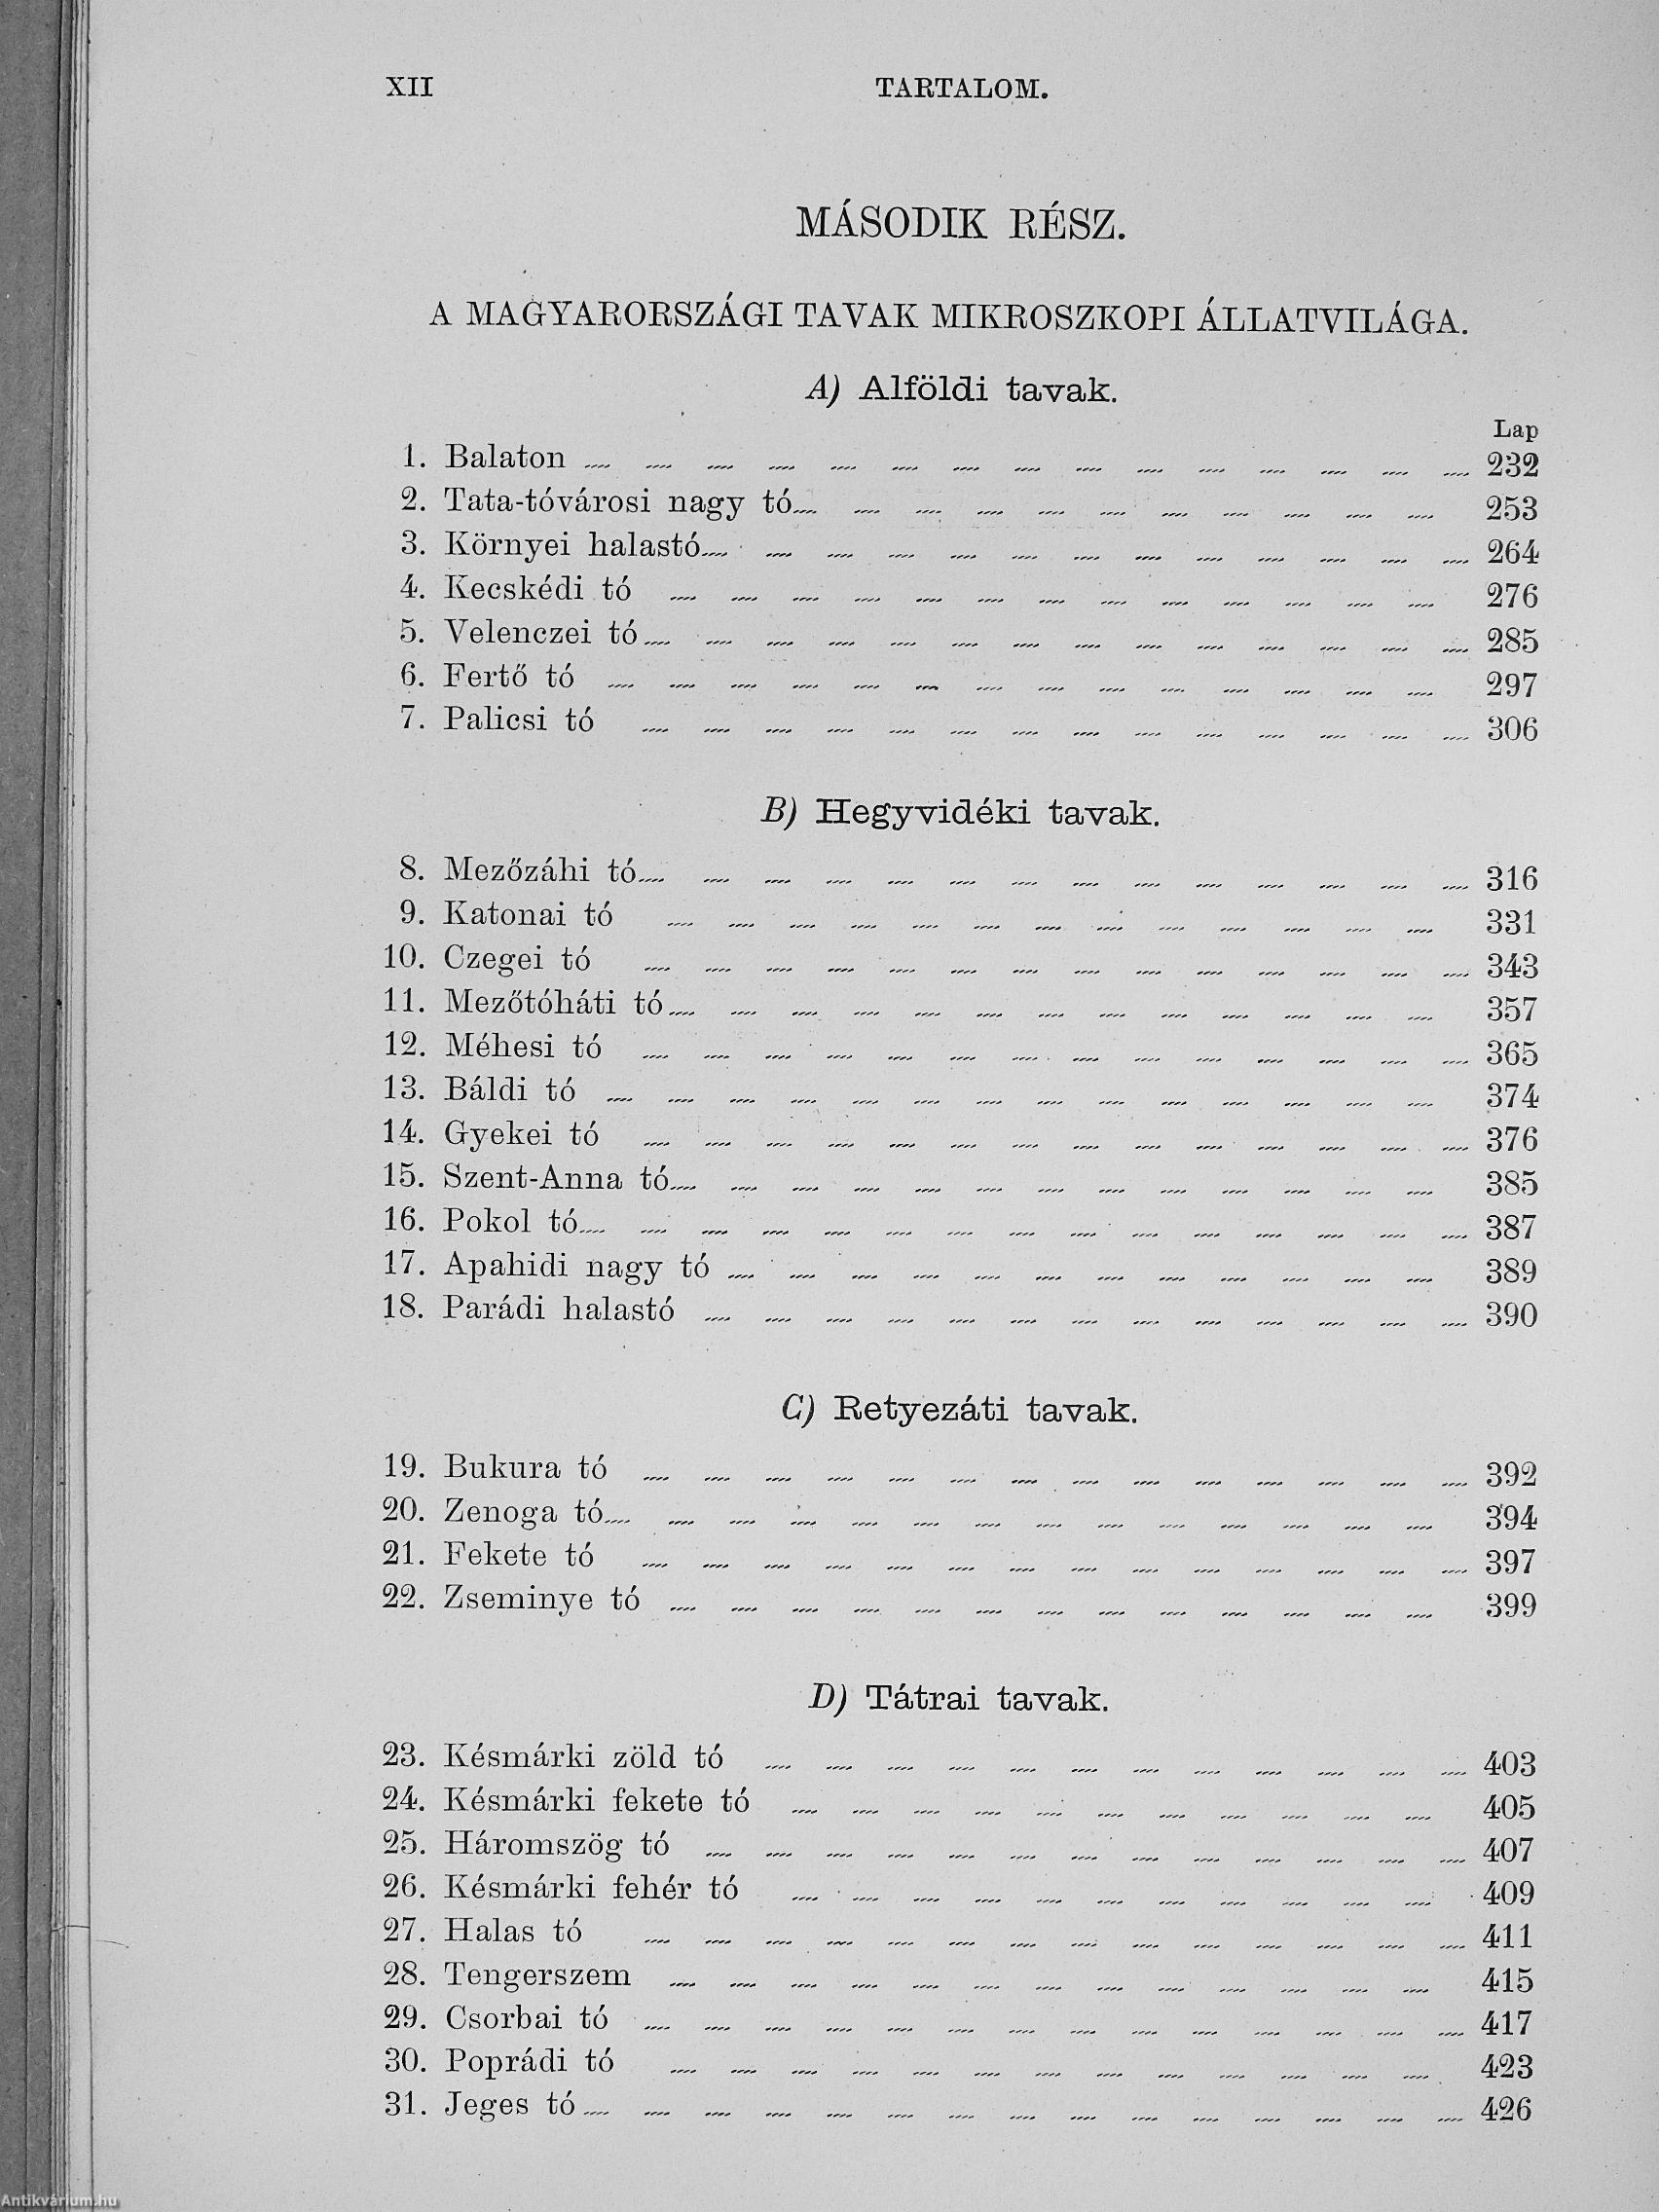 XII TARTALOM.
MÁSODIK RÉSZ.
A MAGYARORSZÁGI TAVAK MIKROSZKOPI ÁLLATVILÁGA.
A) Alföldi tavak.
Lap
1. Balaton 232
2. Tata-tóvárosi nagy tó 253
3. Környei halastó 264
4. Kecskédi tó 276
5. Velenczei tó 285
6. Fertő tó 297
7. Palicsi tó 306
B) Hegyvidéki tavak.
8. Mezőzáhi tó 316
9. Katonai tó 331
10. Czegei tó 343
11. Mezőtóháti tó 357
12. Méhesi tó 365
13. Báldi tó 374
14. Gyekei tó 376
15. Szent-Anna tó 385
16. Pokol tó 387
17. Apahidi nagy tó 389
18. Parádi halastó 390
C) Retyezáti tavak.
19. Bukura tó 392
20. Zenoga tó 394
21. Fekete tó 397
22. Zseminye tó 399
D) Tátrai tavak.
23. Késmárki zöld tó 403
24. Késmárki fekete tó 405
25. Háromszög tó 407
26. Késmárki fehér tó 409
27. Halas tó 411
28. Tengerszem 415
29. Csorbai tó 417
30. Poprádi tó 423
31. Jeges tó 426
Antikvárium.hu